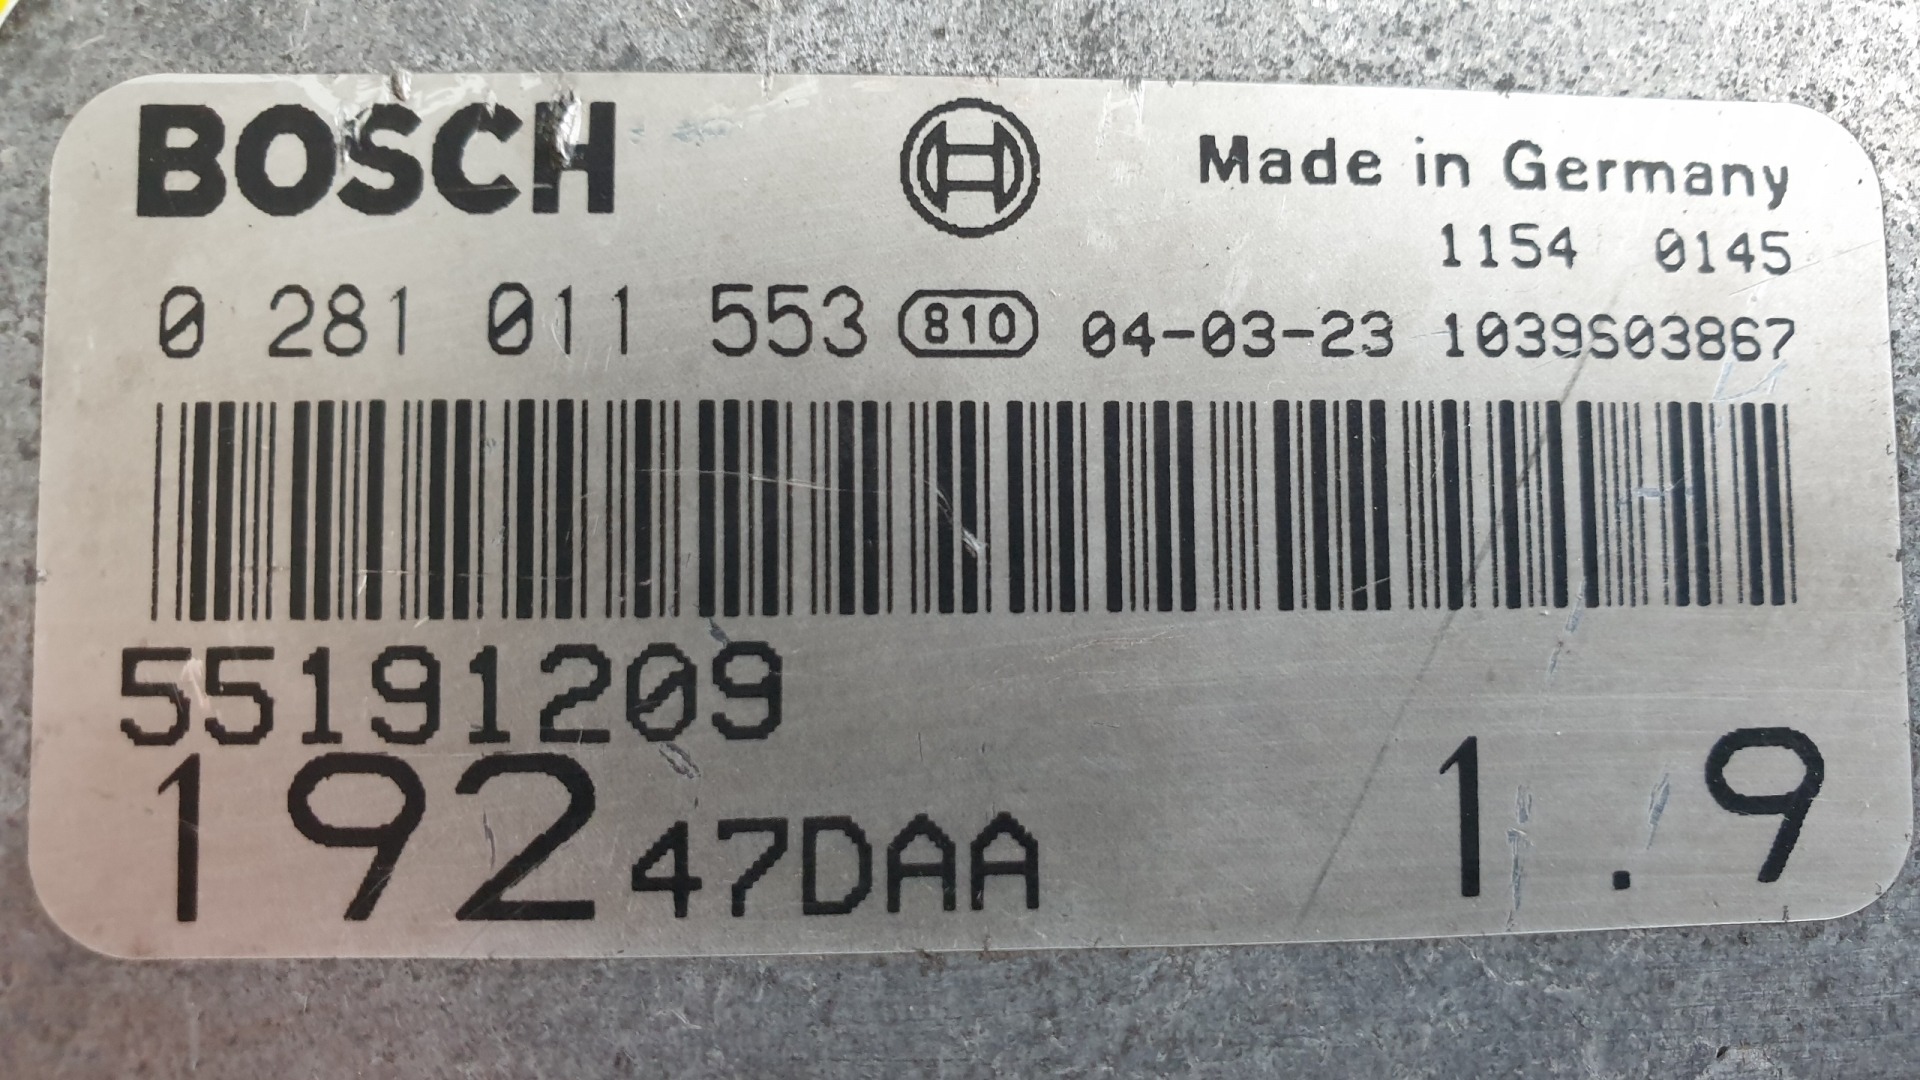 BOSCH
Made in Germany
1154 0145
0 281 011 553 810 04-03-23 1039S03867
55191209
192 47DAA 1.9